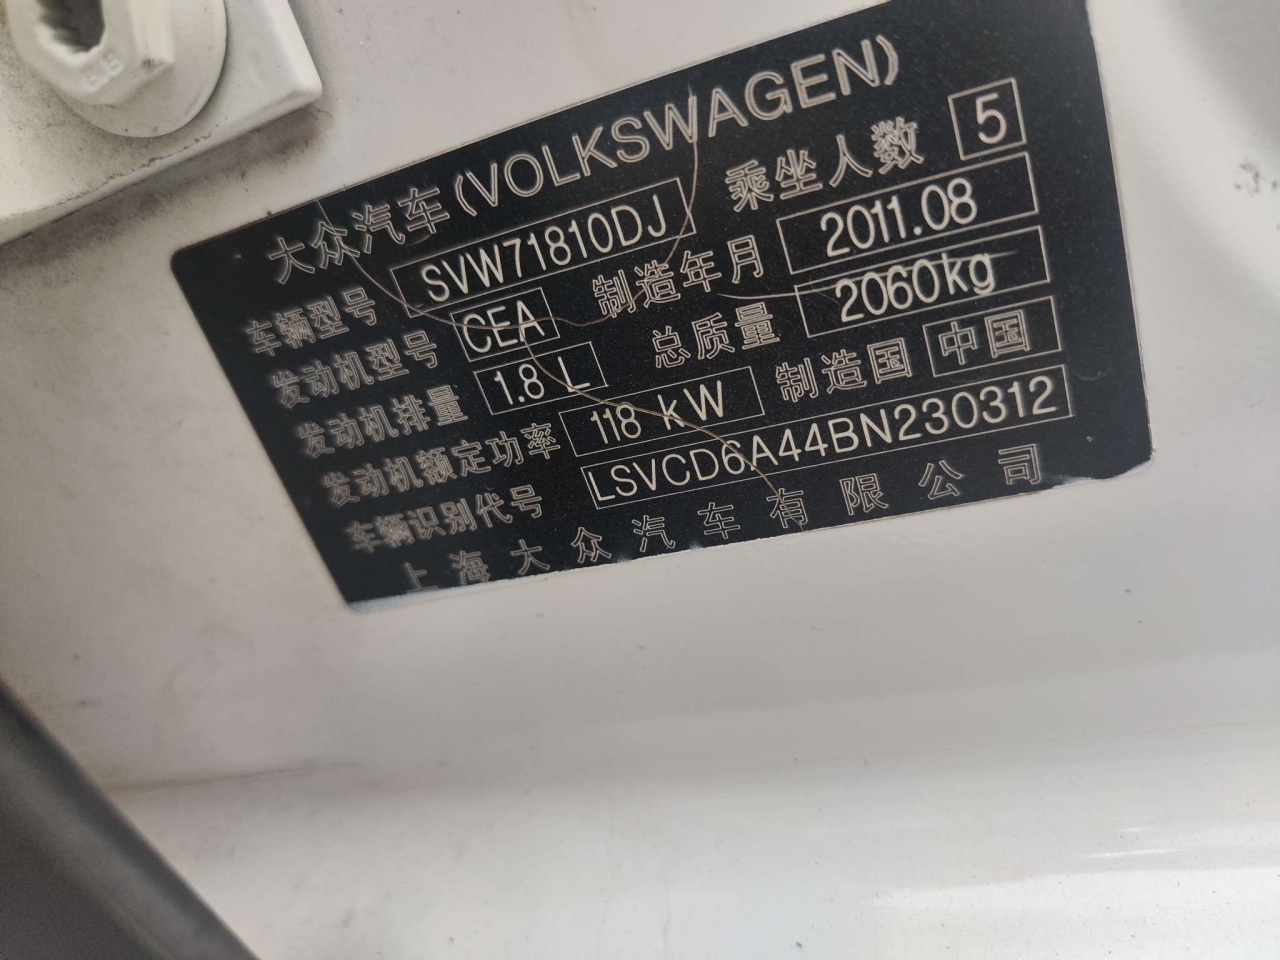 大众汽车(VOLKSWAGEN)
车辆型号 SVW71810DJ 乘坐人数 5
发动机型号 CEA 制造年月 2011.08
发动机排量 1.8 L 总质量 2060kg
发动机额定功率 118 kW 制造国 中国
车辆识别代号 LSVCD6A44BN230312
上海大众汽车有限公司